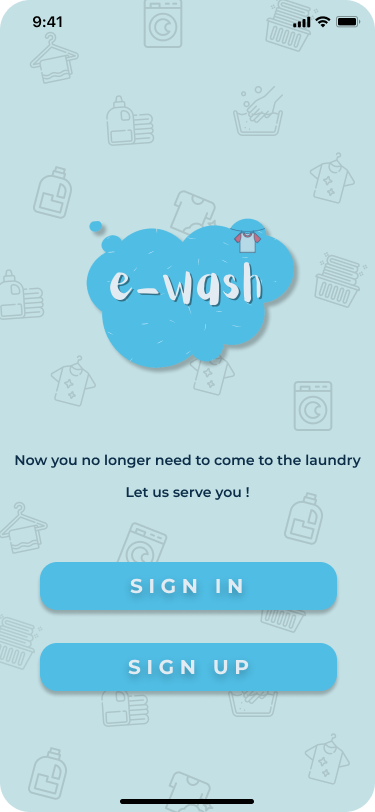 9:41
e-wash
Now you no longer need to come to the laundry
Let us serve you !
SIGN IN
SIGN UP